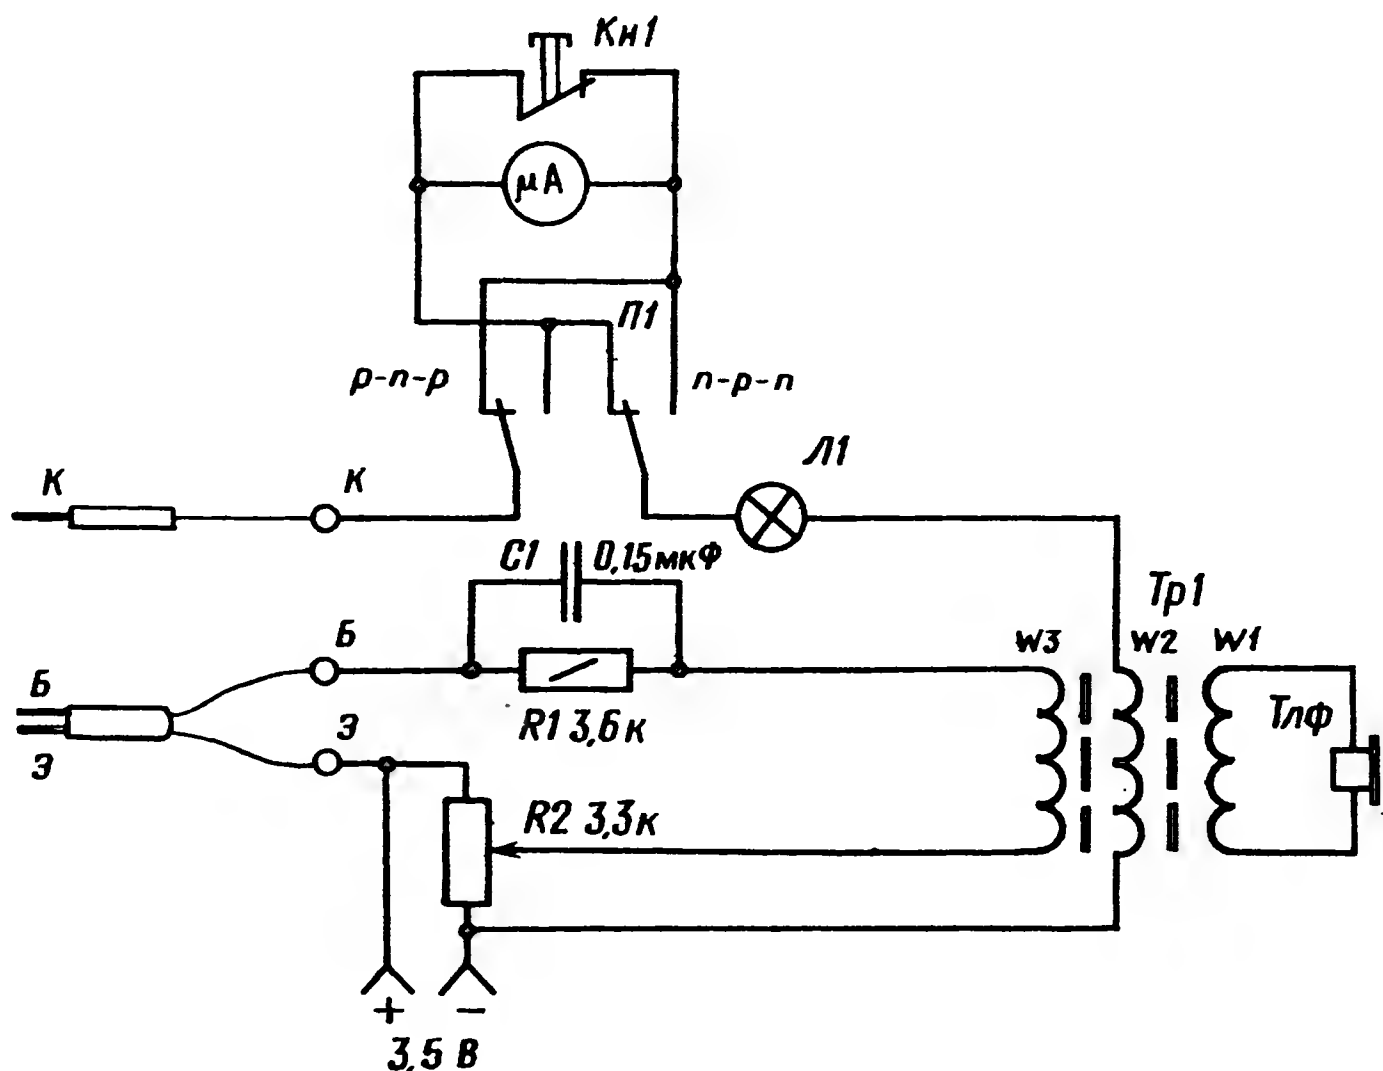 Кн1
μA
П1
p-n-p
n-p-n
Л1
К
К
C1
0,15мкФ
Тр1
Б
w3
w2
w1
Б
Тлф
Э
R1 3,6к
Э
R2 3,3к
+
−
3,5 В